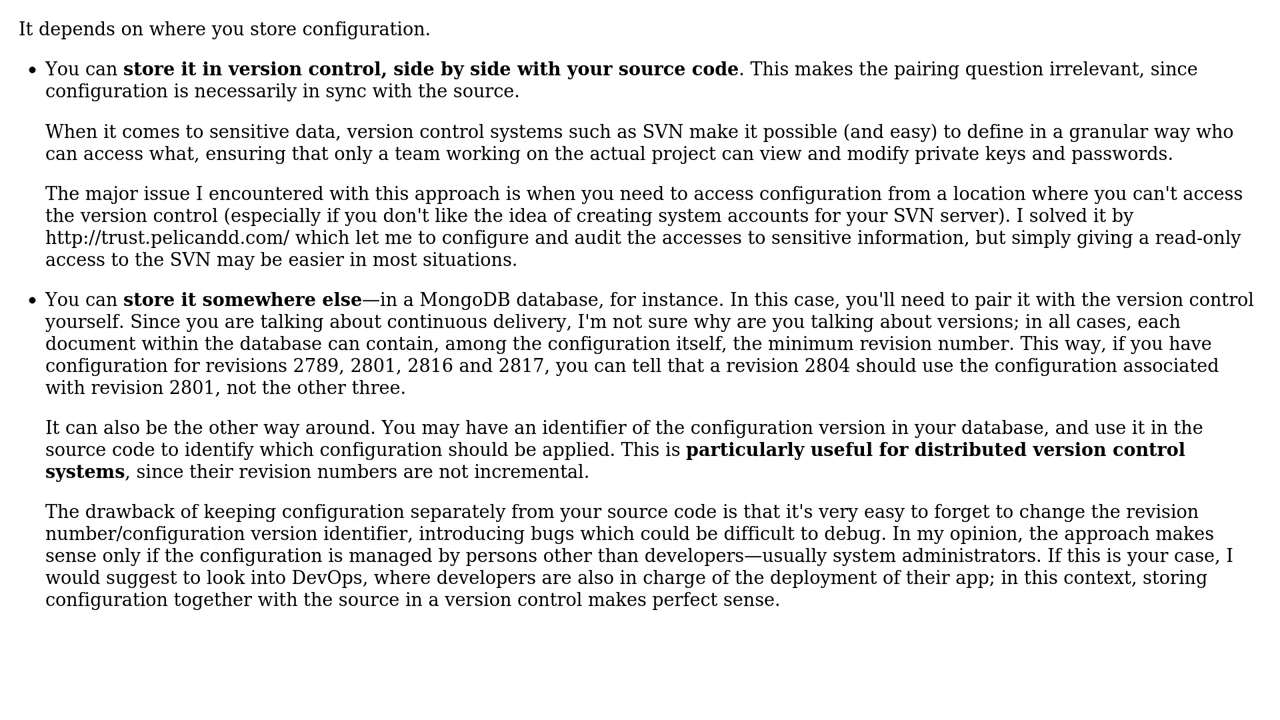 It depends on where you store configuration.
You can store it in version control, side by side with your source code. This makes the pairing question irrelevant, since
configuration is necessarily in sync with the source.
When it comes to sensitive data, version control systems such as SVN make it possible (and easy) to define in a granular way who
can access what, ensuring that only a team working on the actual project can view and modify private keys and passwords.
The major issue I encountered with this approach is when you need to access configuration from a location where you can't access
the version control (especially if you don't like the idea of creating system accounts for your SVN server). I solved it by
http://trust.pelicandd.com/ which let me to configure and audit the accesses to sensitive information, but simply giving a read-only
access to the SVN may be easier in most situations.
You can store it somewhere else—in a MongoDB database, for instance. In this case, you'll need to pair it with the version control
yourself. Since you are talking about continuous delivery, I'm not sure why are you talking about versions; in all cases, each
document within the database can contain, among the configuration itself, the minimum revision number. This way, if you have
configuration for revisions 2789, 2801, 2816 and 2817, you can tell that a revision 2804 should use the configuration associated
with revision 2801, not the other three.
It can also be the other way around. You may have an identifier of the configuration version in your database, and use it in the
source code to identify which configuration should be applied. This is particularly useful for distributed version control
systems, since their revision numbers are not incremental.
The drawback of keeping configuration separately from your source code is that it's very easy to forget to change the revision
number/configuration version identifier, introducing bugs which could be difficult to debug. In my opinion, the approach makes
sense only if the configuration is managed by persons other than developers—usually system administrators. If this is your case, I
would suggest to look into DevOps, where developers are also in charge of the deployment of their app; in this context, storing
configuration together with the source in a version control makes perfect sense.